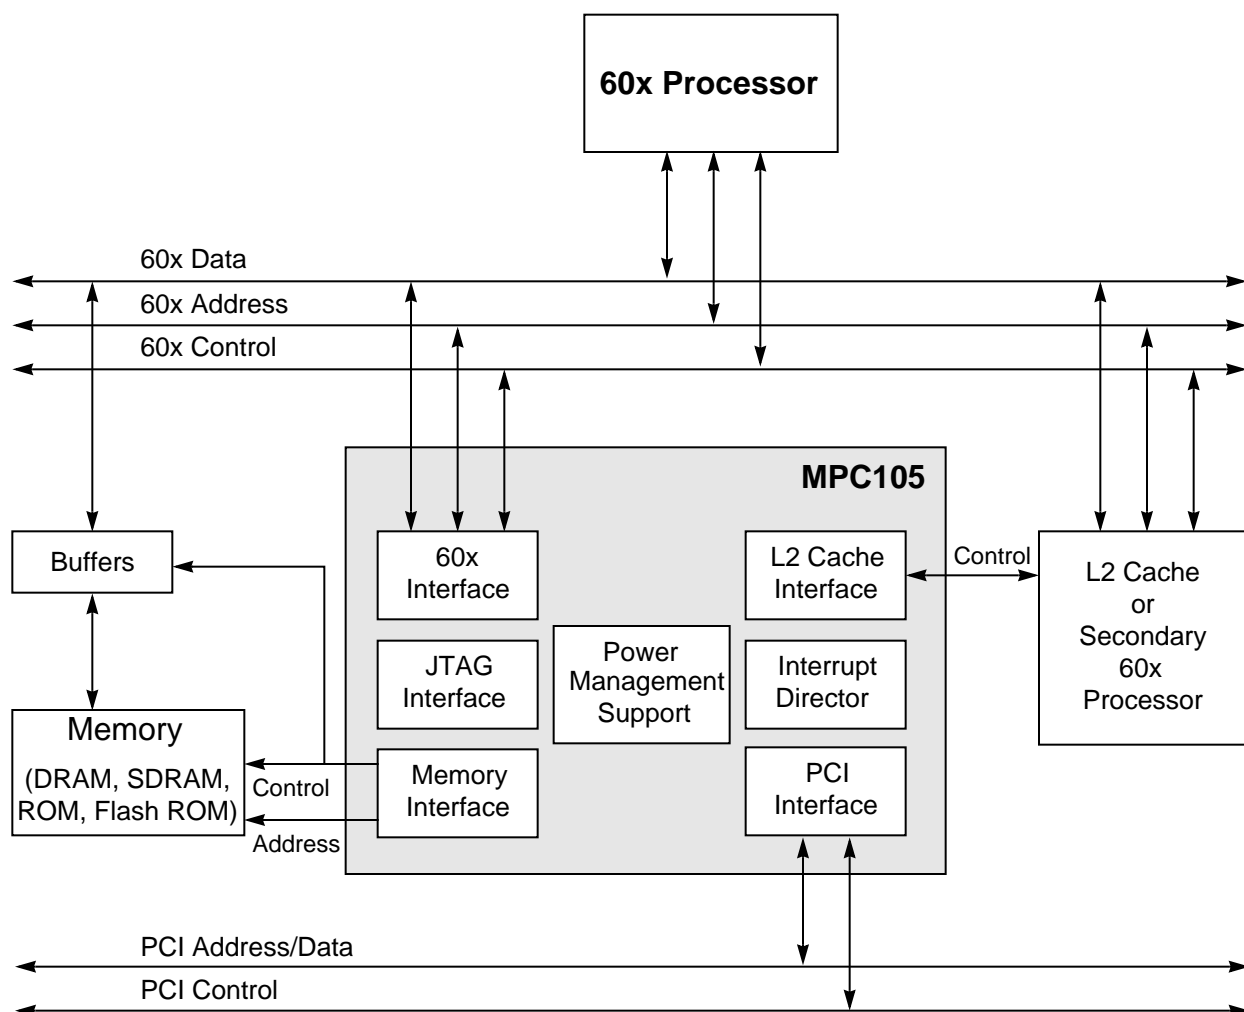 60x Processor
60x Data
60x Address
60x Control
MPC105
Buffers
60x
Interface
L2 Cache
Interface
Control
L2 Cache
or
Secondary
60x
Processor
JTAG
Interface
Power
Management
Support
Interrupt
Director
Memory
(DRAM, SDRAM,
ROM, Flash ROM)
Control
Address
Memory
Interface
PCI
Interface
PCI Address/Data
PCI Control